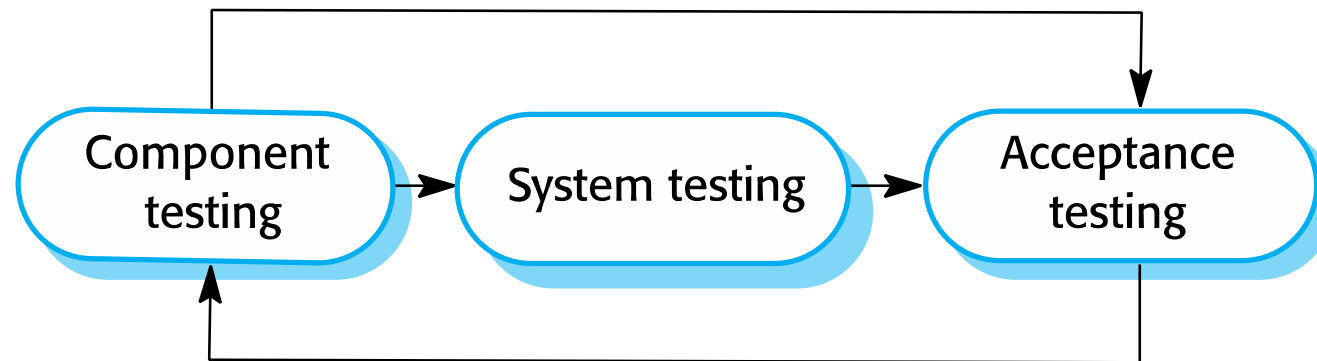 Component
testing
System testing
Acceptance
testing